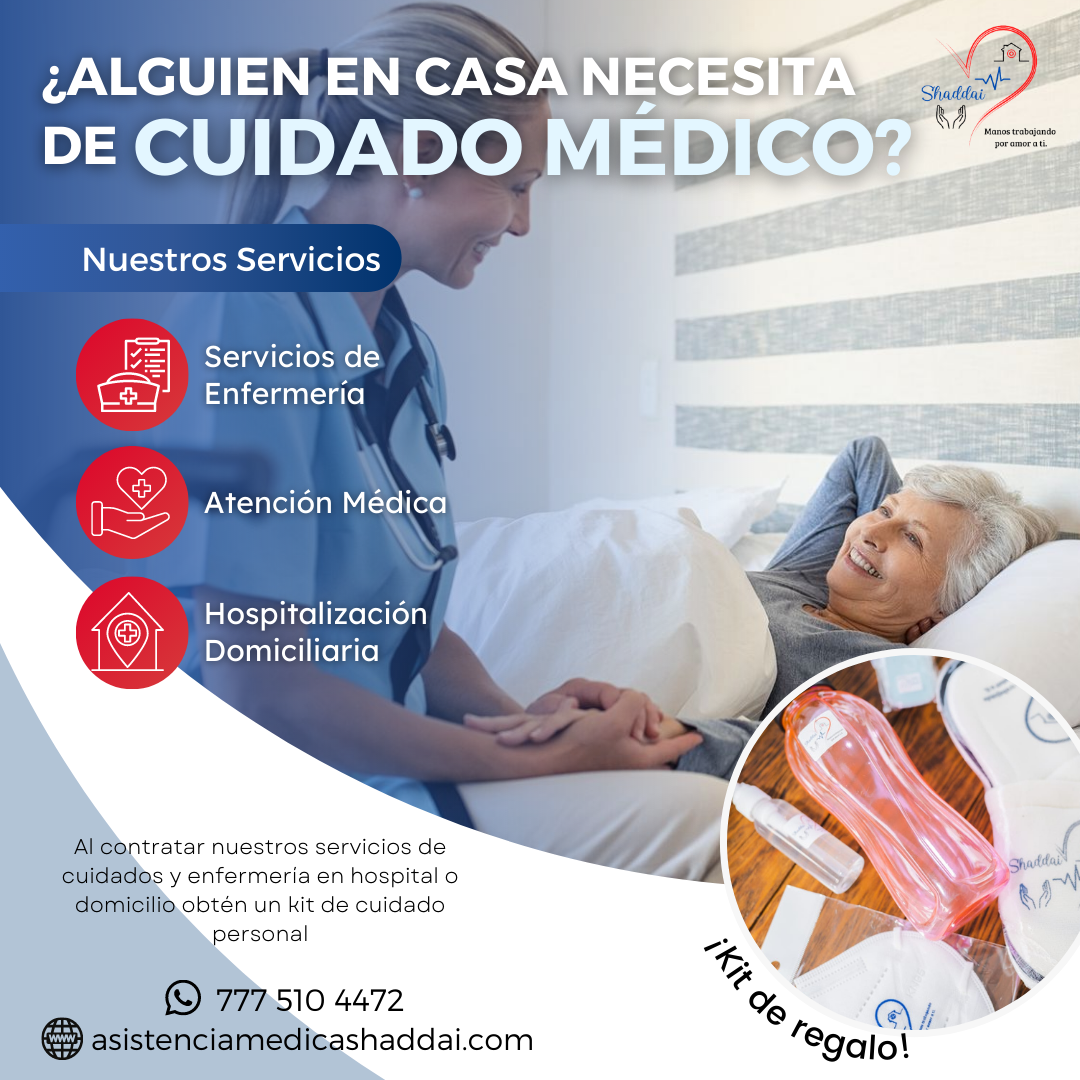 ¿ALGUIEN EN CASA NECESITA
DE CUIDADO MÉDICO?
Shaddai
Manos trabajando
por amor a ti.
Nuestros Servicios
Servicios de
Enfermería
Atención Médica
Hospitalización
Domiciliaria
Al contratar nuestros servicios de
cuidados y enfermería en hospital o
domicilio obtén un kit de cuidado
personal
777 510 4472
WWW
asistenciamedicashaddai.com
Shaddai
¡Kit de regalo!